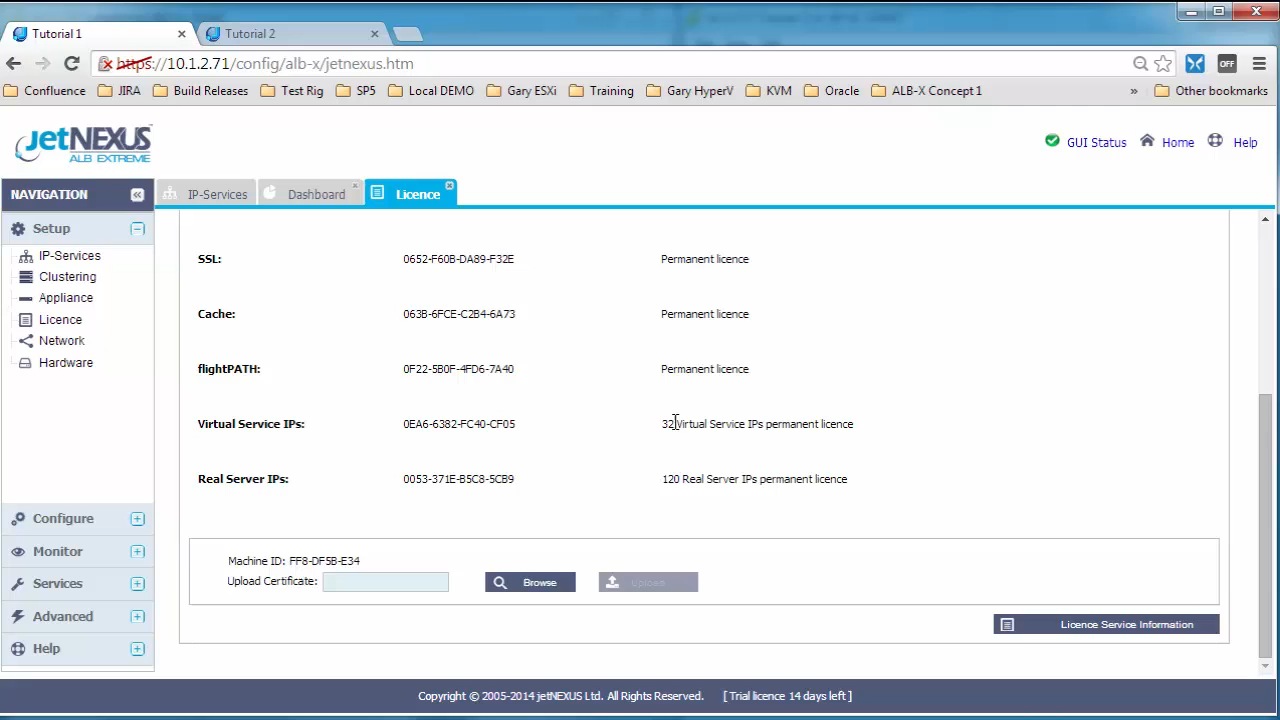 Tutorial 1
Tutorial 2
https://10.1.2.71/config/alb-x/jetnexus.htm
OFF
Confluence JIRA Build Releases Test Rig SP5 Local DEMO Gary ESXi Training Gary HyperV KVM Oracle ALB-X Concept 1 » Other bookmarks
jetNEXUS
ALB EXTREME
GUI Status Home Help
NAVIGATION
IP-Services Dashboard Licence
Setup
IP-Services
Clustering
Appliance
Licence
Network
Hardware
Configure
Monitor
Services
Advanced
Help
SSL: 0652-F60B-DA89-F32E Permanent licence
Cache: 063B-6FCE-C2B4-6A73 Permanent licence
flightPATH: 0F22-5B0F-4FD6-7A40 Permanent licence
Virtual Service IPs: 0EA6-6382-FC40-CF05 32 Virtual Service IPs permanent licence
Real Server IPs: 0053-371E-B5C8-5CB9 120 Real Server IPs permanent licence
Machine ID: FF8-DF5B-E34
Upload Certificate: Browse Upload
Licence Service Information
Copyright © 2005-2014 jetNEXUS Ltd. All Rights Reserved. [ Trial licence 14 days left ]